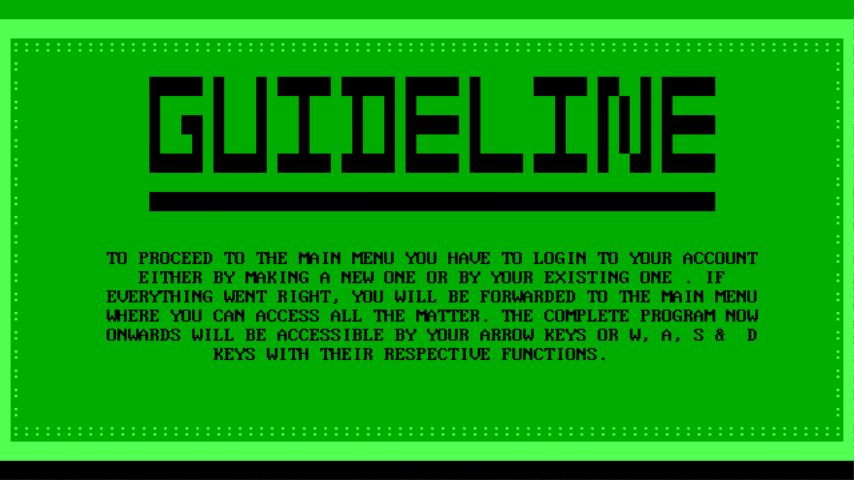 GUIDELINE
TO PROCEED TO THE MAIN MENU YOU HAVE TO LOGIN TO YOUR ACCOUNT
EITHER BY MAKING A NEW ONE OR BY YOUR EXISTING ONE . IF
EVERYTHING WENT RIGHT, YOU WILL BE FORWARDED TO THE MAIN MENU
WHERE YOU CAN ACCESS ALL THE MATTER. THE COMPLETE PROGRAM NOW
ONWARDS WILL BE ACCESSIBLE BY YOUR ARROW KEYS OR W, A, S &  D
KEYS WITH THEIR RESPECTIVE FUNCTIONS.